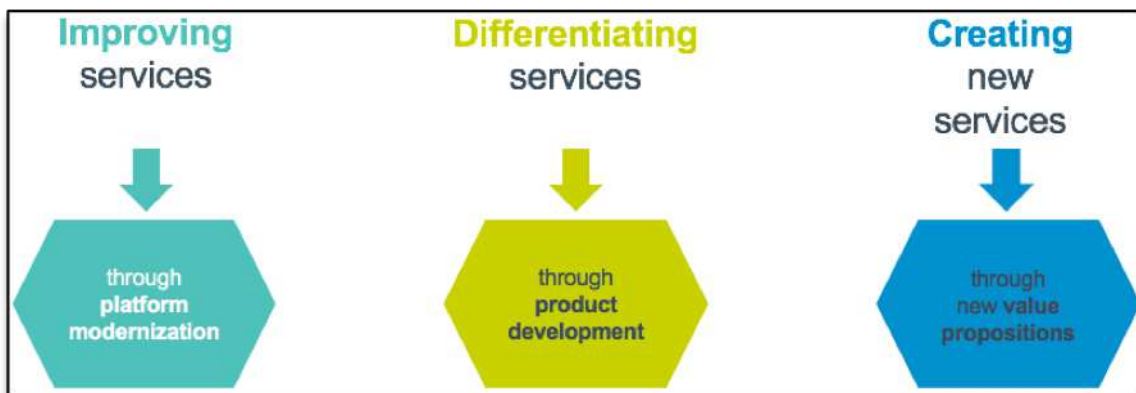 Improving
services
through
platform
modernization
Differentiating
services
through
product
development
Creating
new
services
through
new value
propositions